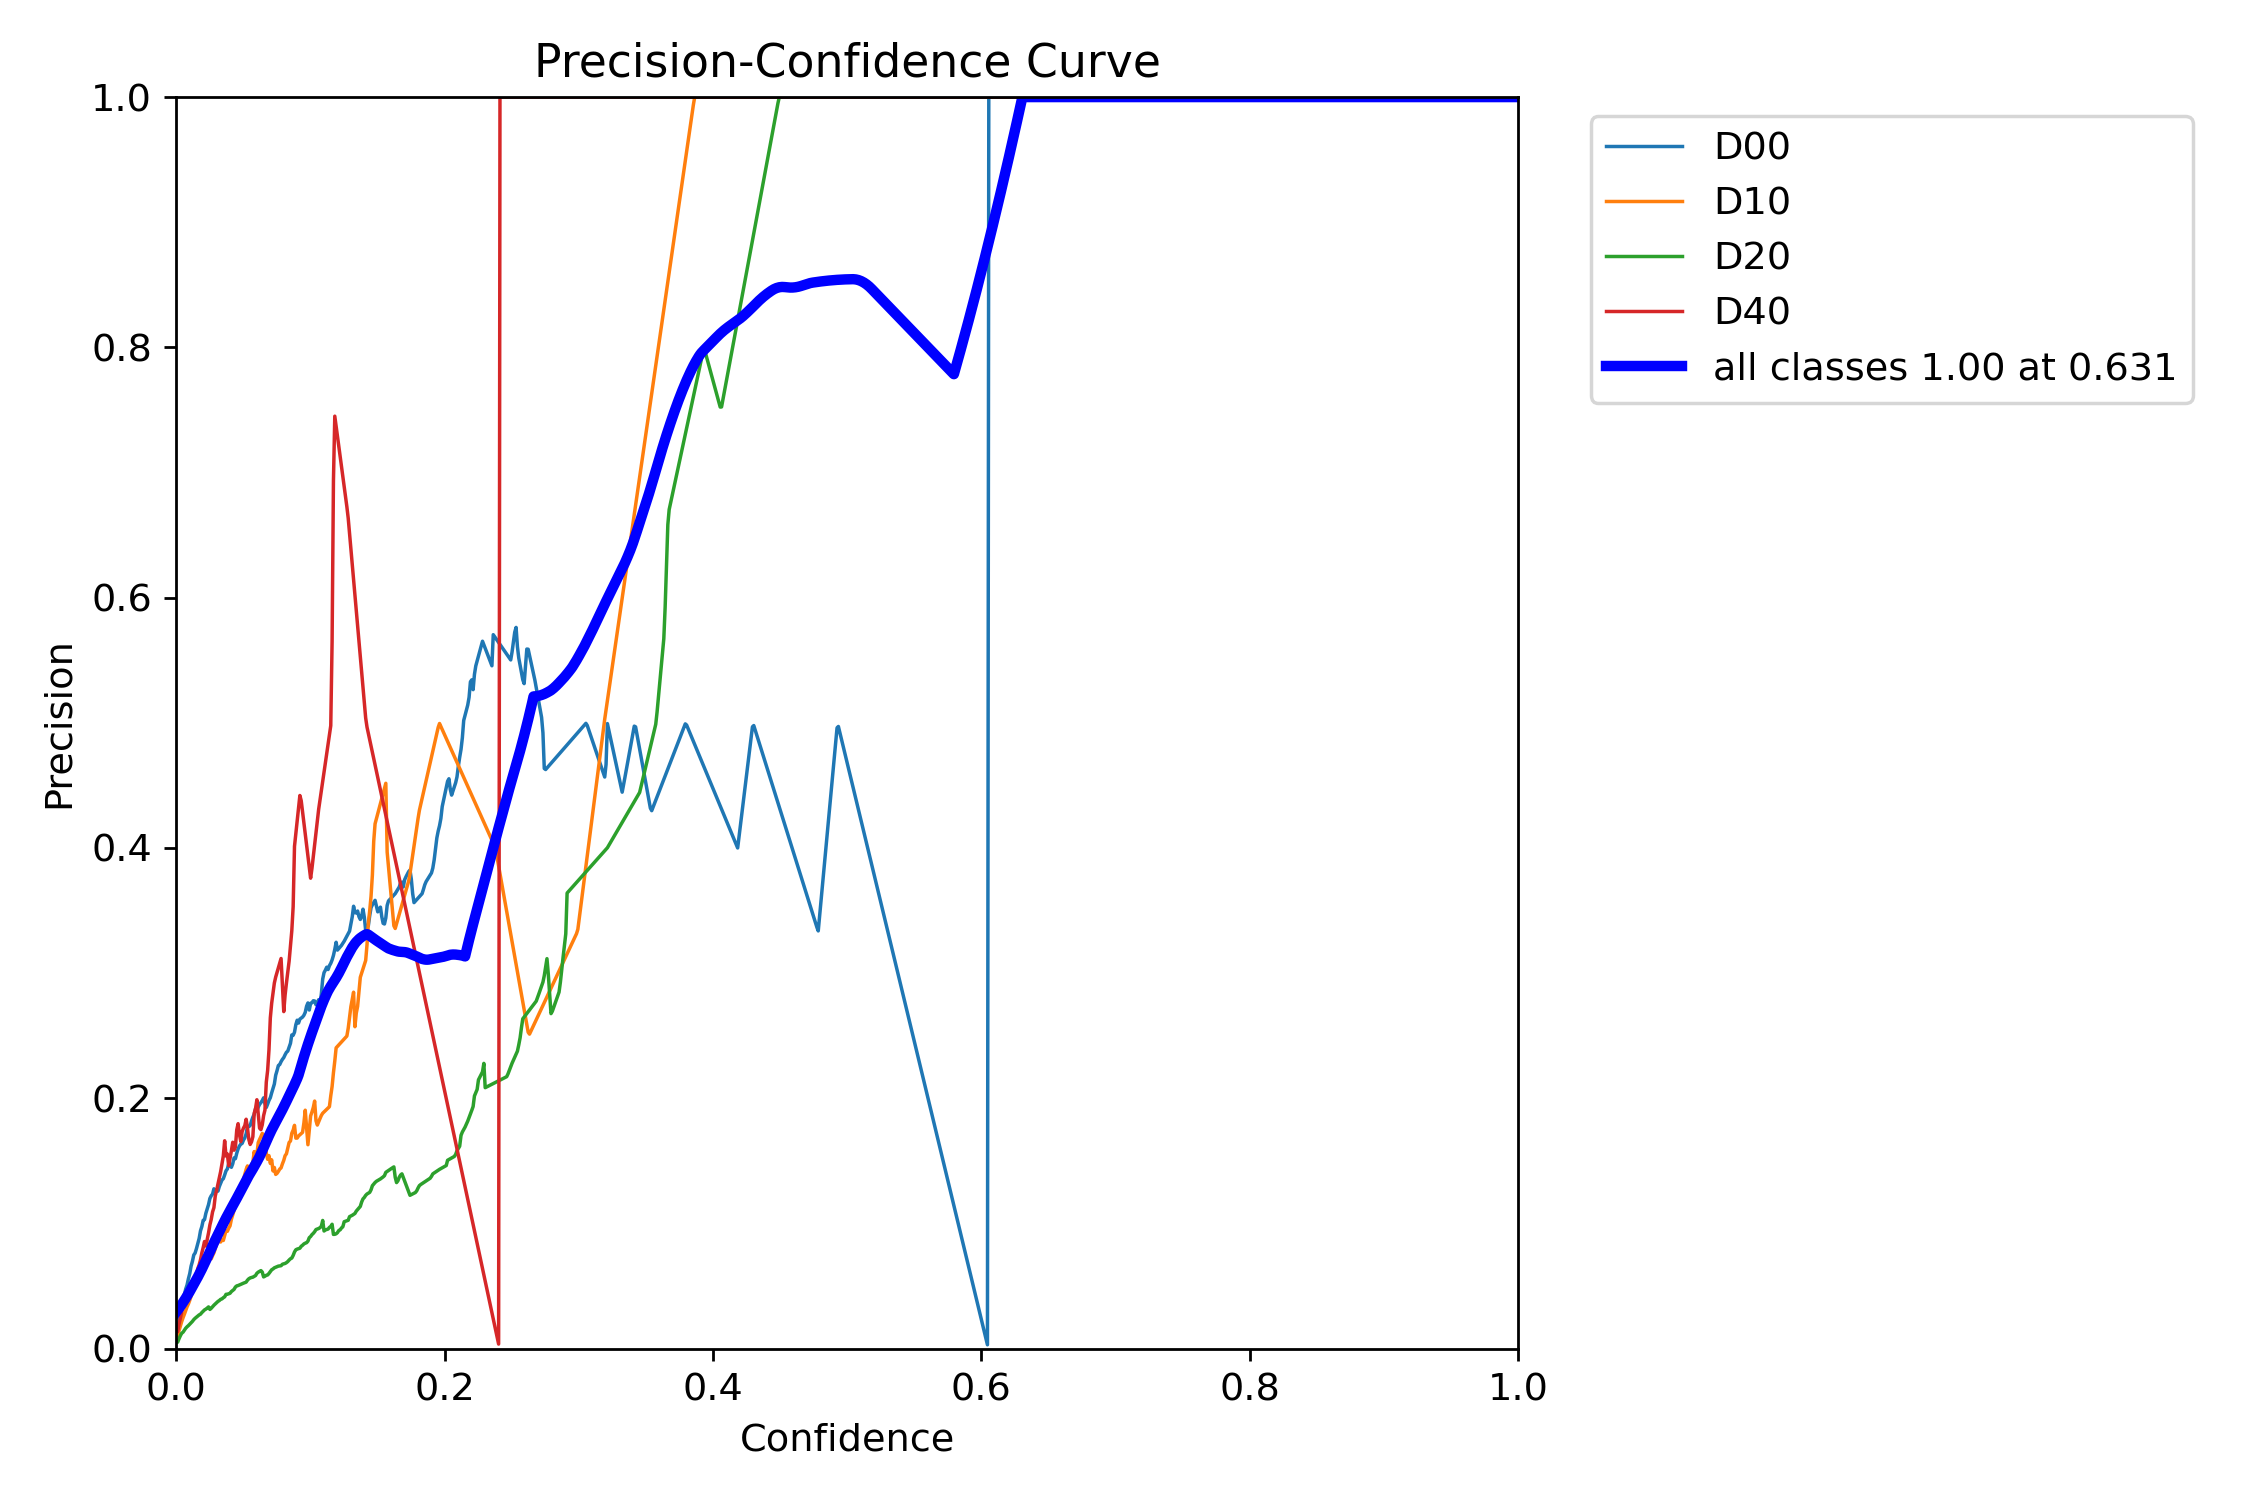 Precision-Confidence Curve
1.0
0.8
0.6
0.4
0.2
0.0
Precision
0.0 0.2 0.4 0.6 0.8 1.0
Confidence
D00
D10
D20
D40
all classes 1.00 at 0.631